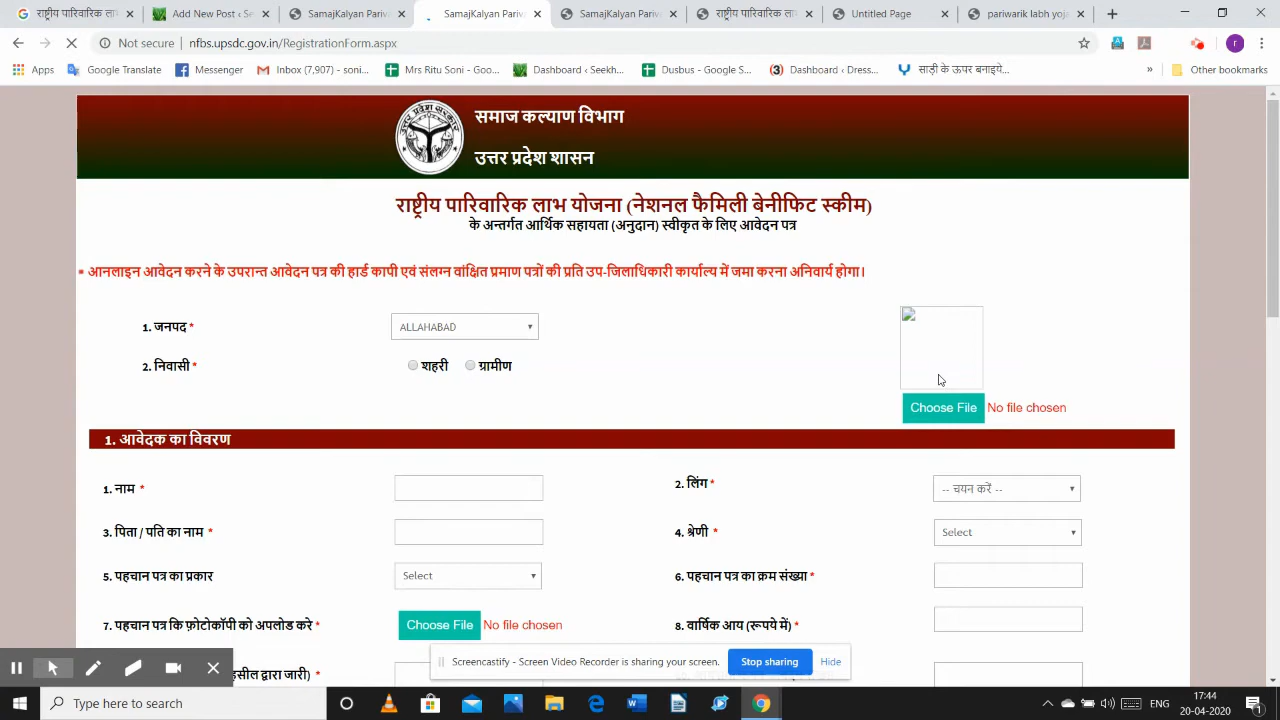 Add New Post ‹ Se
SamajKalyan Pariv
SamajKalyan Pariv
SamajKalyan Pariv
राष्ट्रीय पारिवारिक लाभ
Untitled Page
pariwarik labh yoja
Not secure | nfbs.upsdc.gov.in/RegistrationForm.aspx
r
Apps Google Translate Messenger Inbox (7,907) - soni... Mrs Ritu Soni - Goo... Dashboard ‹ Seekh... Dusbus - Google S... (3) Dashboard ‹ Dress... साड़ी के ऊपर बनाइये... » Other bookmarks
समाज कल्याण विभाग
उत्तर प्रदेश शासन
राष्ट्रीय पारिवारिक लाभ योजना (नेशनल फैमिली बेनीफिट स्कीम)
के अन्तर्गत आर्थिक सहायता (अनुदान) स्वीकृत के लिए आवेदन पत्र
* आनलाइन आवेदन करने के उपरान्त आवेदन पत्र की हार्ड कापी एवं संलग्न वांक्षित प्रमाण पत्रों की प्रति उप-जिलाधिकारी कार्याल्य में जमा करना अनिवार्य होगा।
1. जनपद * ALLAHABAD
2. निवासी * शहरी ग्रामीण
Choose File No file chosen
1. आवेदक का विवरण
1. नाम * 2. लिंग * -- चयन करें --
3. पिता / पति का नाम * 4. श्रेणी * Select
5. पहचान पत्र का प्रकार Select 6. पहचान पत्र का क्रम संख्या *
7. पहचान पत्र कि फ़ोटोकॉपी को अपलोड करे * Choose File No file chosen 8. वार्षिक आय (रूपये में) *
हसील द्वारा जारी) *
Screencastify - Screen Video Recorder is sharing your screen. Stop sharing Hide
Type here to search
ENG
17:44
20-04-2020
1